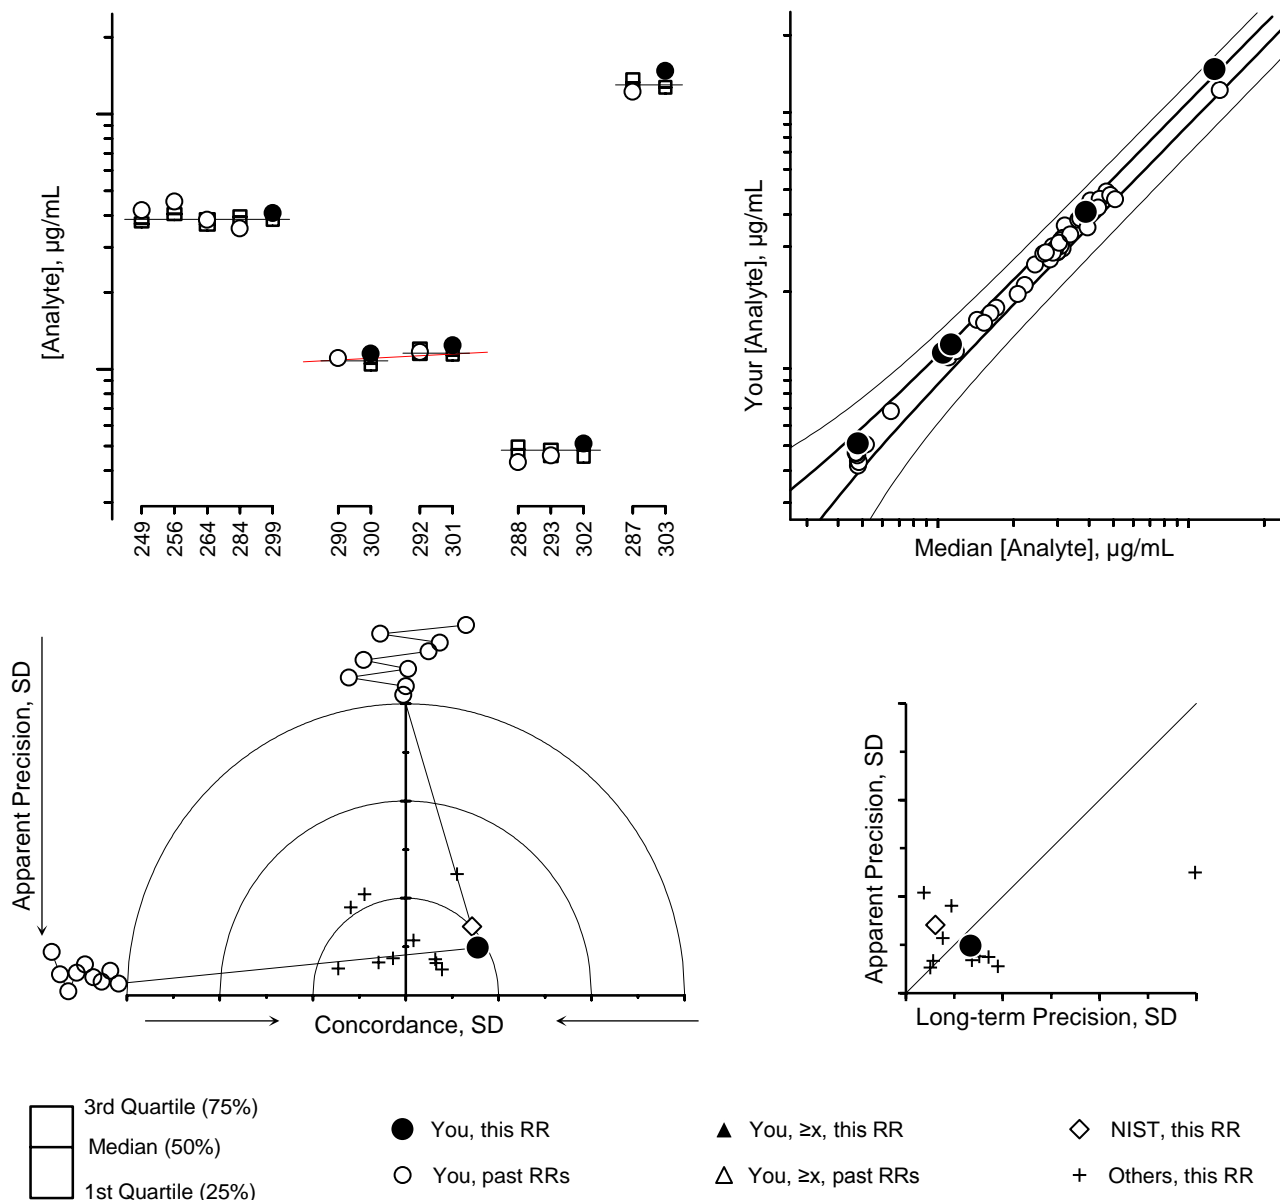 [Analyte], µg/mL
249 256 264 284 299 290 300 292 301 288 293 302 287 303
Your [Analyte], µg/mL
Median [Analyte], µg/mL
Apparent Precision, SD
Concordance, SD
Apparent Precision, SD
Long-term Precision, SD
3rd Quartile (75%)
Median (50%)
1st Quartile (25%)
You, this RR
You, past RRs
You, ≥x, this RR
You, ≥x, past RRs
NIST, this RR
Others, this RR